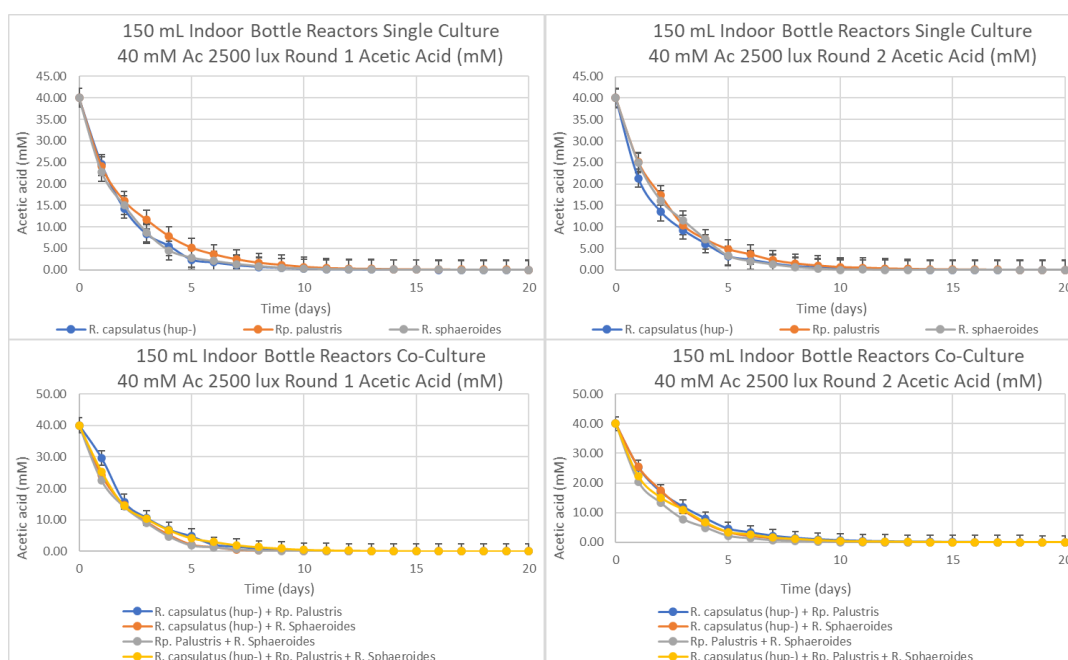 150 mL Indoor Bottle Reactors Single Culture
40 mM Ac 2500 lux Round 1 Acetic Acid (mM)
45.00
40.00
35.00
30.00
25.00
20.00
15.00
10.00
5.00
0.00
Acetic acid (mM)
0 5 10 15 20
Time (days)
R. capsulatus (hup-) Rp. palustris R. sphaeroides
150 mL Indoor Bottle Reactors Single Culture
40 mM Ac 2500 lux Round 2 Acetic Acid (mM)
45.00
40.00
35.00
30.00
25.00
20.00
15.00
10.00
5.00
0.00
Acetic acid (mM)
0 5 10 15 20
Time (days)
R. capsulatus (hup-) Rp. palustris R. sphaeroides
150 mL Indoor Bottle Reactors Co-Culture
40 mM Ac 2500 lux Round 1 Acetic Acid (mM)
50.00
40.00
30.00
20.00
10.00
0.00
Acetic acid (mM)
0 5 10 15 20
Time (days)
R. capsulatus (hup-) + Rp. Palustris
R. capsulatus (hup-) + R. Sphaeroides
Rp. Palustris + R. Sphaeroides
R. capsulatus (hup-) + Rp. Palustris + R. Sphaeroides
150 mL Indoor Bottle Reactors Co-Culture
40 mM Ac 2500 lux Round 2 Acetic Acid (mM)
50.00
40.00
30.00
20.00
10.00
0.00
Acetic acid (mM)
0 5 10 15 20
Time (days)
R. capsulatus (hup-) + Rp. Palustris
R. capsulatus (hup-) + R. Sphaeroides
Rp. Palustris + R. Sphaeroides
R. capsulatus (hup-) + Rp. Palustris + R. Sphaeroides